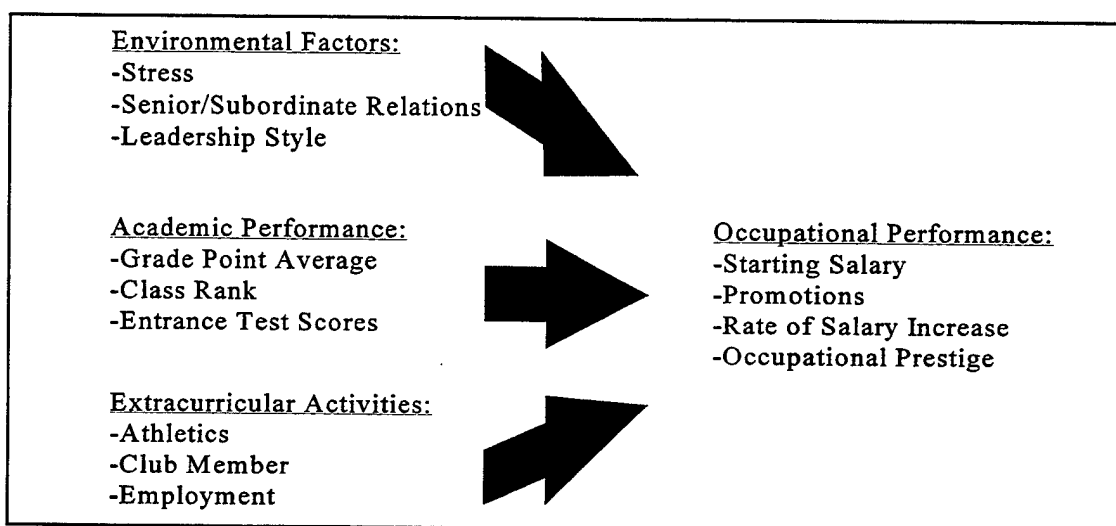 Environmental Factors:
-Stress
-Senior/Subordinate Relations
-Leadership Style
Academic Performance:
-Grade Point Average
-Class Rank
-Entrance Test Scores
Extracurricular Activities:
-Athletics
-Club Member
-Employment
Occupational Performance:
-Starting Salary
-Promotions
-Rate of Salary Increase
-Occupational Prestige